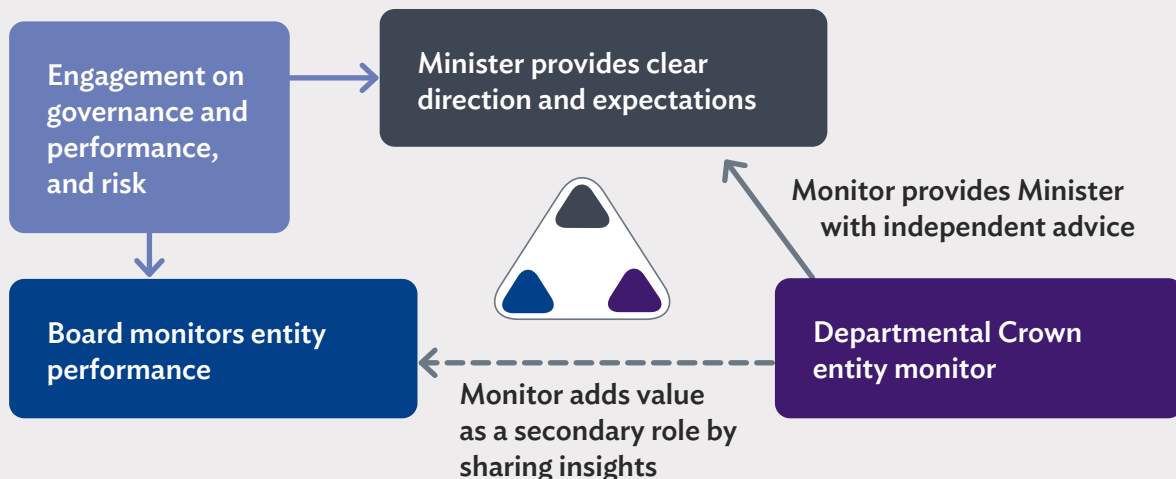 Engagement on
governance and
performance,
and risk
Minister provides clear
direction and expectations
Monitor provides Minister
with independent advice
Board monitors entity
performance
Departmental Crown
entity monitor
Monitor adds value
as a secondary role by
sharing insights